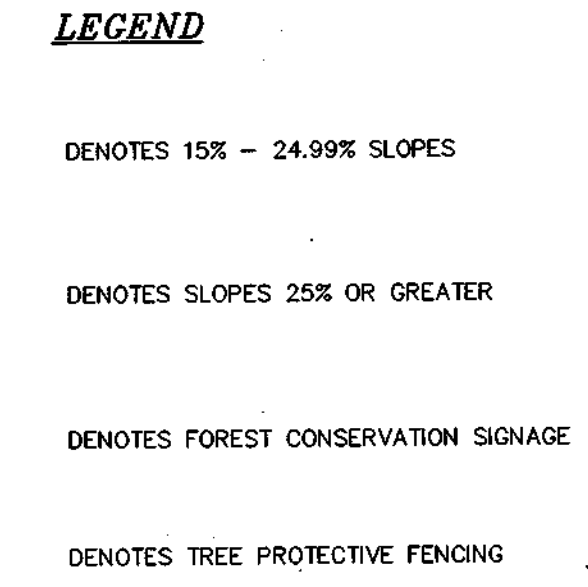 LEGEND
DENOTES 15% - 24.99% SLOPES
DENOTES SLOPES 25% OR GREATER
DENOTES FOREST CONSERVATION SIGNAGE
DENOTES TREE PROTECTIVE FENCING